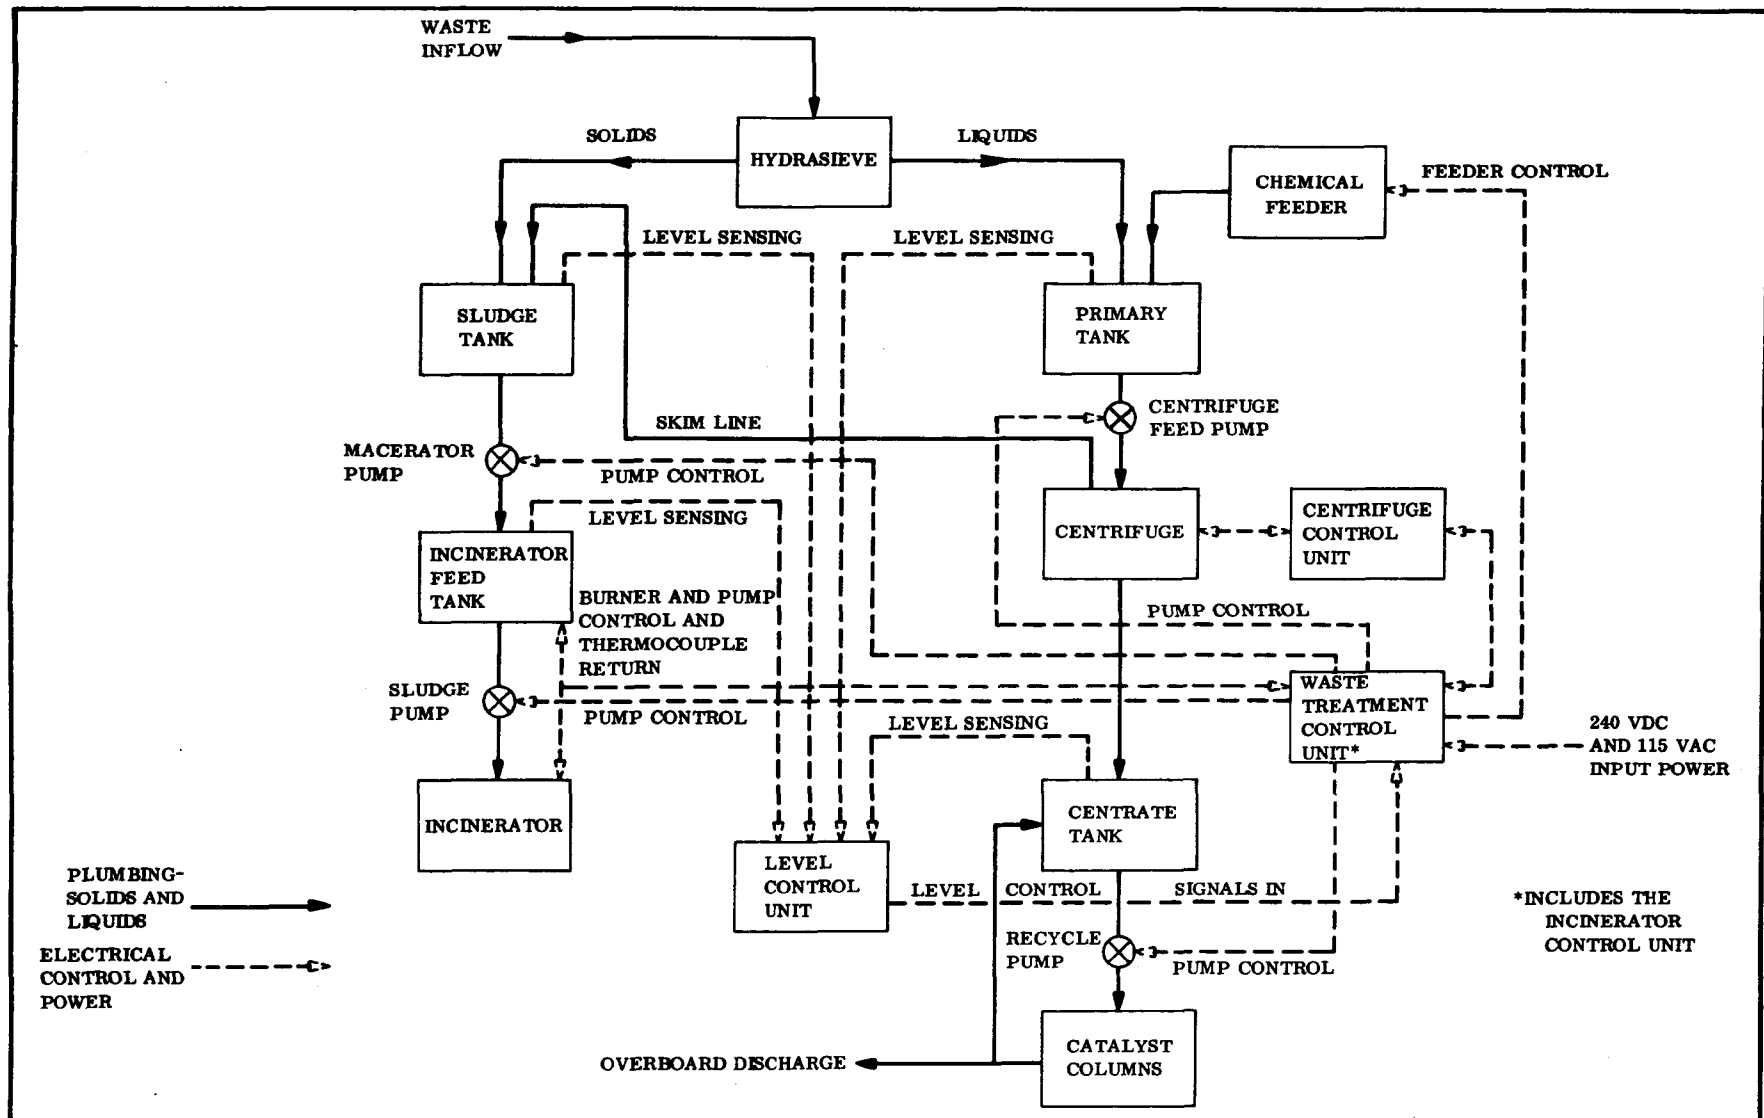 WASTE
INFLOW
SOLIDS
LIQUIDS
HYDRASIEVE
CHEMICAL
FEEDER
FEEDER CONTROL
LEVEL SENSING
LEVEL SENSING
SLUDGE
TANK
PRIMARY
TANK
CENTRIFUGE
FEED PUMP
SKIM LINE
MACERATOR
PUMP
PUMP CONTROL
LEVEL SENSING
CENTRIFUGE
CENTRIFUGE
CONTROL
UNIT
INCINERATOR
FEED
TANK
BURNER AND PUMP
CONTROL AND
THERMOCOUPLE
RETURN
PUMP CONTROL
SLUDGE
PUMP
PUMP CONTROL
LEVEL SENSING
WASTE
TREATMENT
CONTROL
UNIT*
240 VDC
AND 115 VAC
INPUT POWER
INCINERATOR
CENTRATE
TANK
LEVEL
CONTROL
UNIT
LEVEL CONTROL SIGNALS IN
PLUMBING-
SOLIDS AND
LIQUIDS
*INCLUDES THE
INCINERATOR
CONTROL UNIT
RECYCLE
PUMP
PUMP CONTROL
ELECTRICAL
CONTROL AND
POWER
OVERBOARD DISCHARGE
CATALYST
COLUMNS